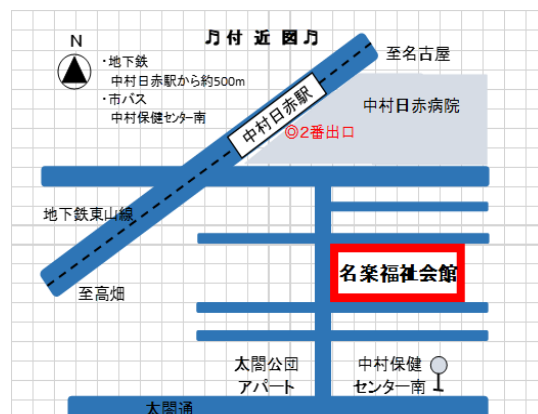 N
♬付近図♬
・地下鉄
中村日赤駅から約500m
・市バス
中村保健センター南
至名古屋
中村日赤病院
中村日赤駅
◎2番出口
地下鉄東山線
至高畑
名楽福祉会館
太閤公団
アパート
中村保健
センター南
太閤通